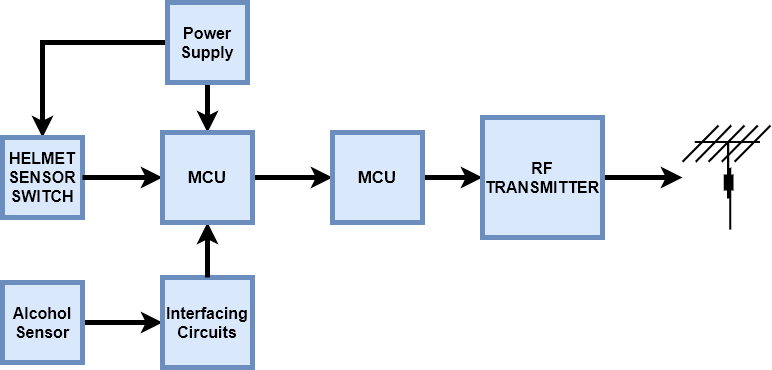 Power
Supply
HELMET
SENSOR
SWITCH
MCU
MCU
RF
TRANSMITTER
Alcohol
Sensor
Interfacing
Circuits